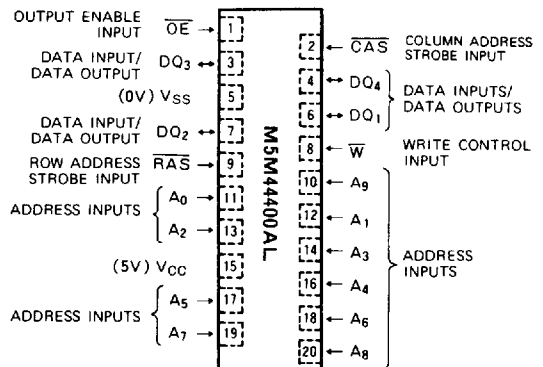 OUTPUT ENABLE
INPUT
OE
1
DATA INPUT/
DATA OUTPUT
DQ3
3
(0V) VSS
5
DATA INPUT/
DATA OUTPUT
DQ2
7
ROW ADDRESS
STROBE INPUT
RAS
9
ADDRESS INPUTS
A0
11
A2
13
(5V) VCC
15
ADDRESS INPUTS
A5
17
A7
19
M5M44400AL
2
CAS
COLUMN ADDRESS
STROBE INPUT
4
DQ4
6
DQ1
DATA INPUTS/
DATA OUTPUTS
8
W
WRITE CONTROL
INPUT
10
A9
12
A1
14
A3
16
A4
18
A6
20
A8
ADDRESS
INPUTS